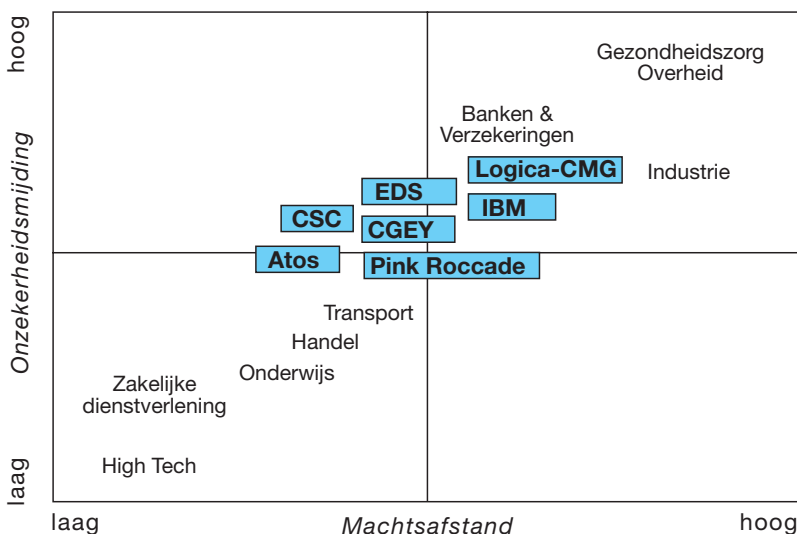 hoog
Gezondheidszorg
Overheid
Banken &
Verzekeringen
Logica-CMG
Industrie
EDS
IBM
CSC
CGEY
Atos
Pink Roccade
Onzekerheidsmijding
Transport
Handel
Onderwijs
Zakelijke
dienstverlening
High Tech
laag
laag
Machtsafstand
hoog